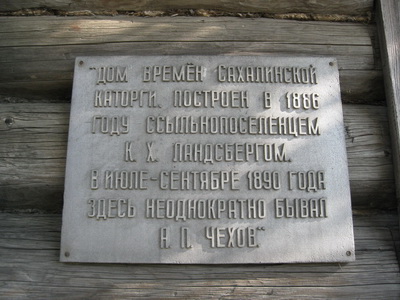 "ДОМ ВРЕМЁН САХАЛИНСКОЙ
КАТОРГИ. ПОСТРОЕН В 1886
ГОДУ ССЫЛЬНОПОСЕЛЕНЦЕМ
К. Х. ЛАНДСБЕРГОМ.
В ИЮЛЕ-СЕНТЯБРЕ 1890 ГОДА
ЗДЕСЬ НЕОДНОКРАТНО БЫВАЛ
А. П. ЧЕХОВ."